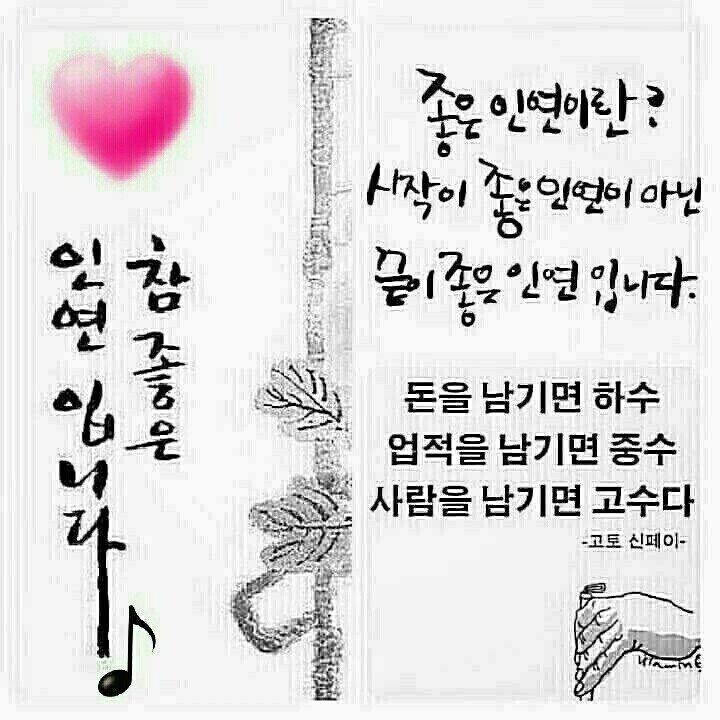 참 좋은
인연입니다
좋은 인연이란?
시작이 좋은 인연이 아닌
끝이 좋은 인연 입니다.
돈을 남기면 하수
업적을 남기면 중수
사람을 남기면 고수다
-고토 신페이-